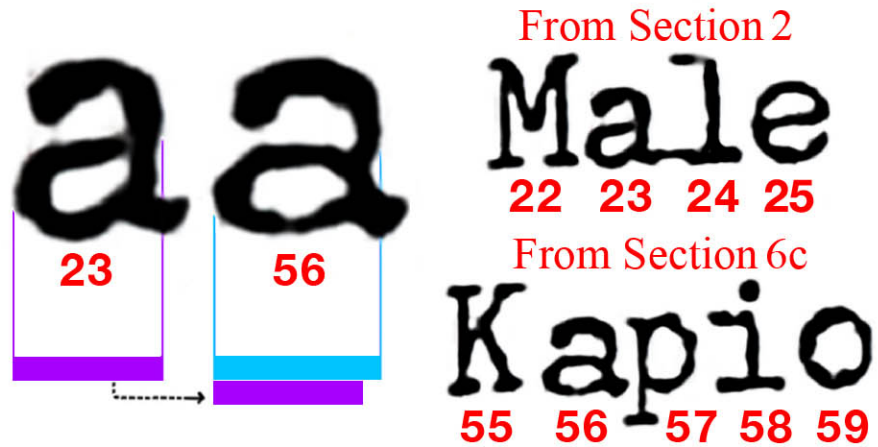 a a
23 56
From Section 2
Male
22 23 24 25
From Section 6c
Kapio
55 56 57 58 59